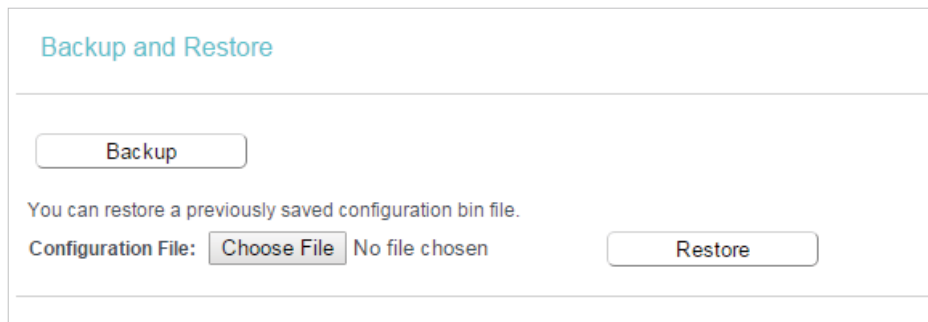 Backup and Restore
Backup
You can restore a previously saved configuration bin file.
Configuration File: Choose File No file chosen Restore